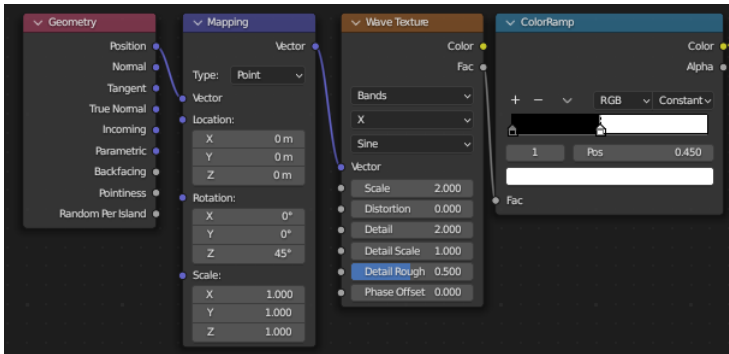 Geometry
Position
Normal
Tangent
True Normal
Incoming
Parametric
Backfacing
Pointiness
Random Per Island
Mapping
Vector
Type: Point
Vector
Location:
X 0 m
Y 0 m
Z 0 m
Rotation:
X 0°
Y 0°
Z 45°
Scale:
X 1.000
Y 1.000
Z 1.000
Wave Texture
Color
Fac
Bands
X
Sine
Vector
Scale 2.000
Distortion 0.000
Detail 2.000
Detail Scale 1.000
Detail Rough 0.500
Phase Offset 0.000
ColorRamp
Color
Alpha
+ − RGB Constant
1 Pos 0.450
Fac